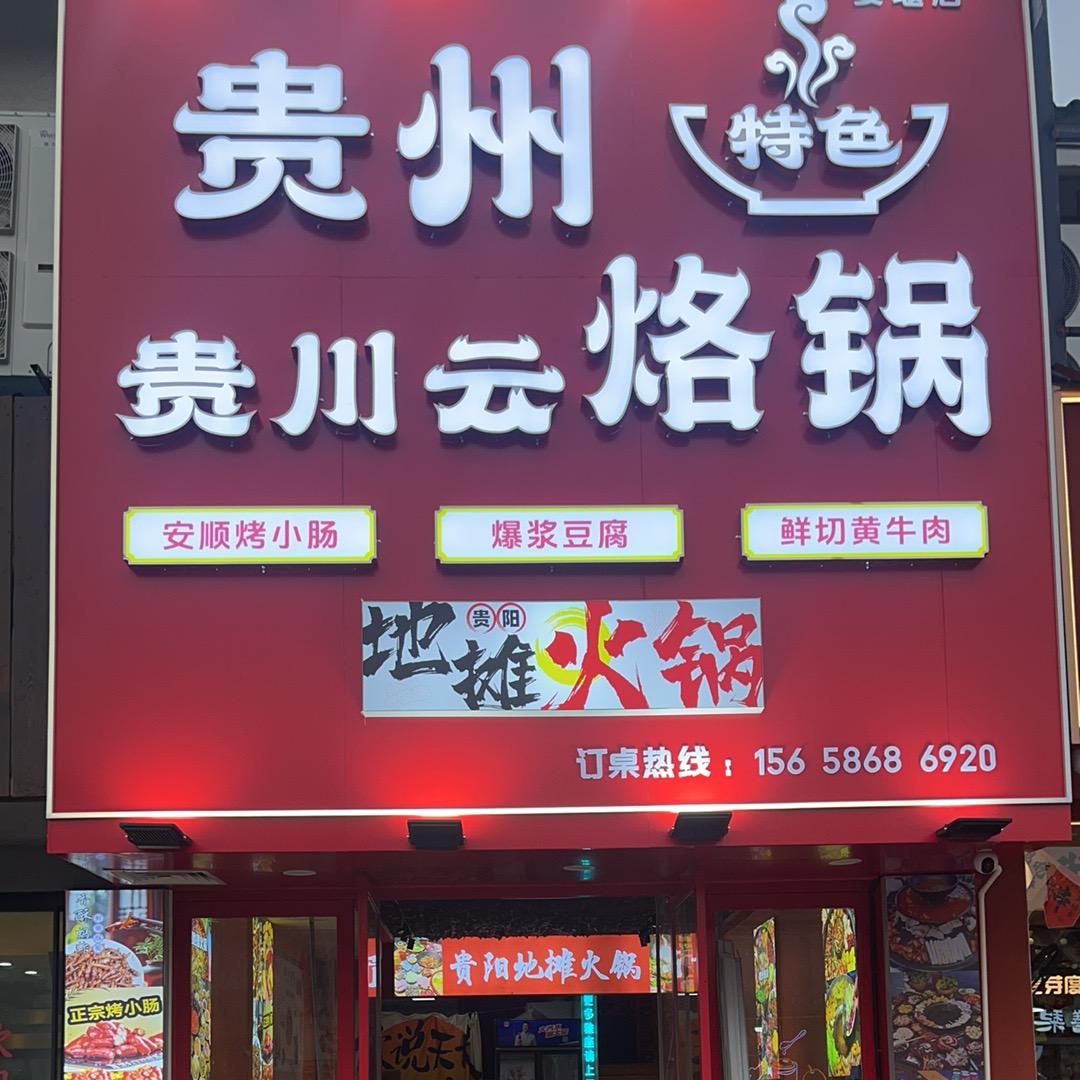 贵州
特色
贵川云烙锅
安顺烤小肠
爆浆豆腐
鲜切黄牛肉
贵阳
地摊火锅
订桌热线：156 5868 6920
贵阳地摊火锅
正宗烤小肠